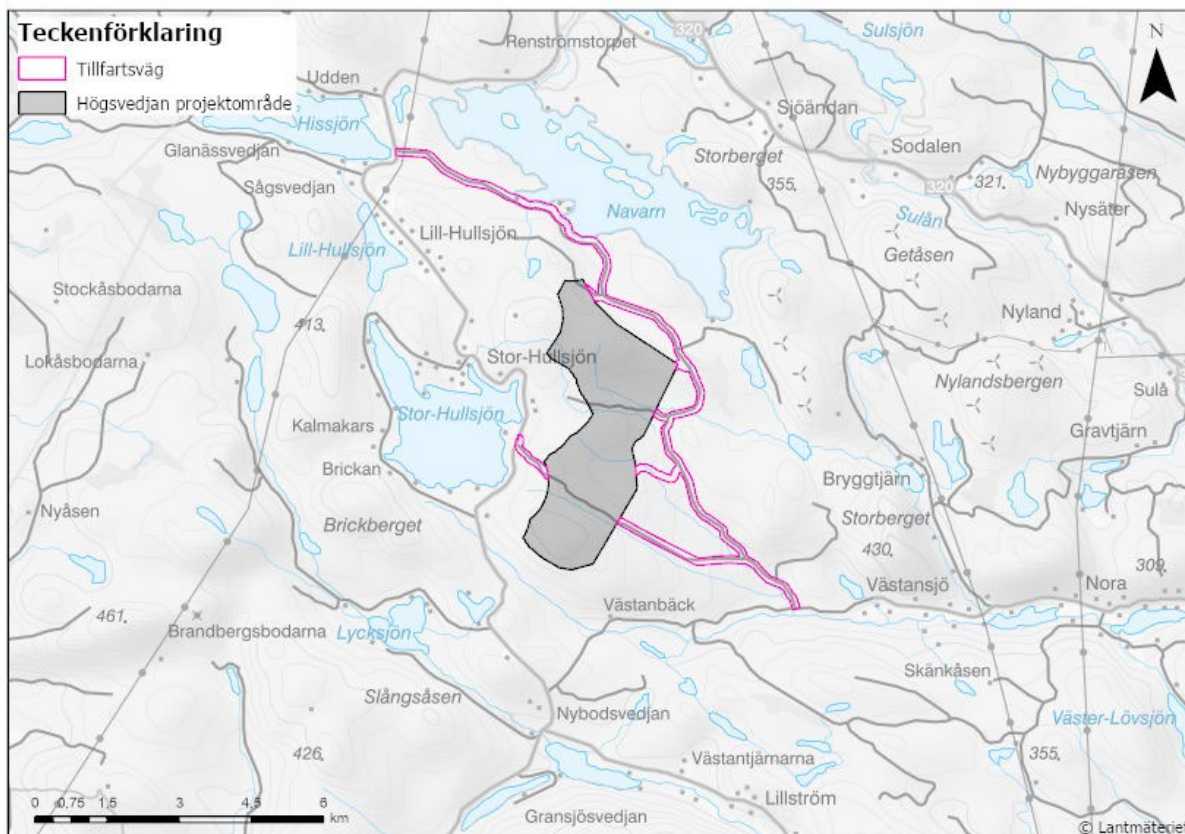 Teckenförklaring
Tillfartsväg
Högsvedjan projektområde
N
320
Sulsjön
Renströmstorpet
Udden
Hissjön
Sjöändan
Glanässvedjan
Storberget
Sodalen
320
355.
321.
Nybyggaråsen
Sågsvedjan
Navarn
Sulån
Nysäter
Lill-Hullsjön
Lill-Hullsjön
Getåsen
Stockåsbodarna
413.
Nyland
Lokåsbodarna
Stor-Hullsjön
Nylandsbergen
Sulå
Stor-Hullsjön
Kalmakars
Gravtjärn
Brickan
Bryggtjärn
Nyåsen
Brickberget
Storberget
430.
309.
Västansjö
Nora
461.
Västanbäck
Brandbergsbodarna
Lycksjön
Skänkåsen
Slångsåsen
Nybodsvedjan
Väster-Lövsjön
426.
Västantjärnarna
355.
Lillström
Gransjösvedjan
0 0,75 1,5 3 4,5 6
km
© Lantmäteriet